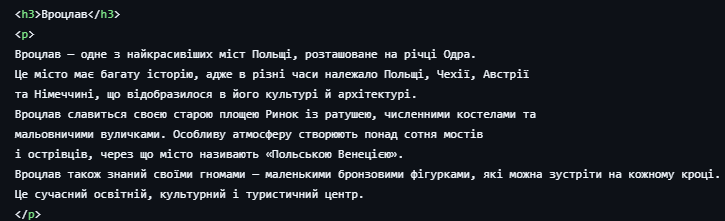 <h3>Вроцлав</h3>
<p>
Вроцлав — одне з найкрасивіших міст Польщі, розташоване на річці Одра.
Це місто має багату історію, адже в різні часи належало Польщі, Чехії, Австрії
та Німеччині, що відобразилося в його культурі й архітектурі.
Вроцлав славиться своєю старою площею Ринок із ратушею, численними костелами та
мальовничими вуличками. Особливу атмосферу створюють понад сотня мостів
і острівців, через що місто називають «Польською Венецією».
Вроцлав також знаний своїми гномами — маленькими бронзовими фігурками, які можна зустріти на кожному кроці.
Це сучасний освітній, культурний і туристичний центр.
</p>